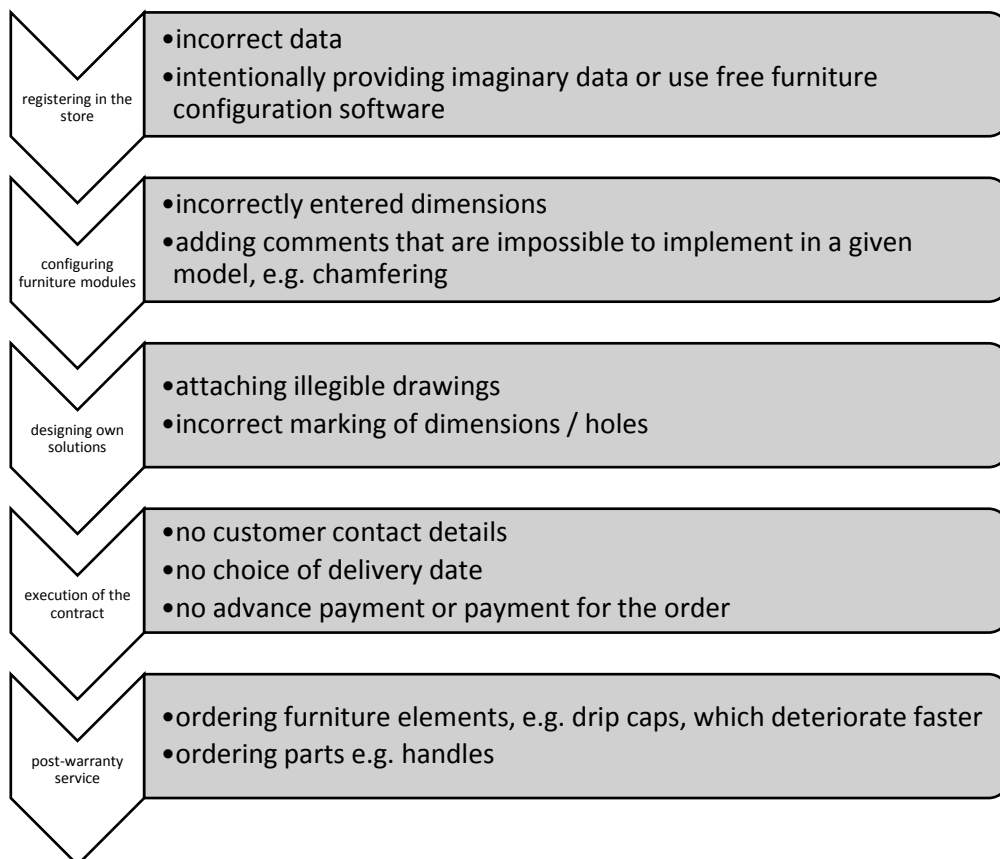 registering in the
store
•incorrect data
•intentionally providing imaginary data or use free furniture
configuration software
configuring
furniture modules
•incorrectly entered dimensions
•adding comments that are impossible to implement in a given
model, e.g. chamfering
designing own
solutions
•attaching illegible drawings
•incorrect marking of dimensions / holes
execution of the
contract
•no customer contact details
•no choice of delivery date
•no advance payment or payment for the order
post-warranty
service
•ordering furniture elements, e.g. drip caps, which deteriorate faster
•ordering parts e.g. handles